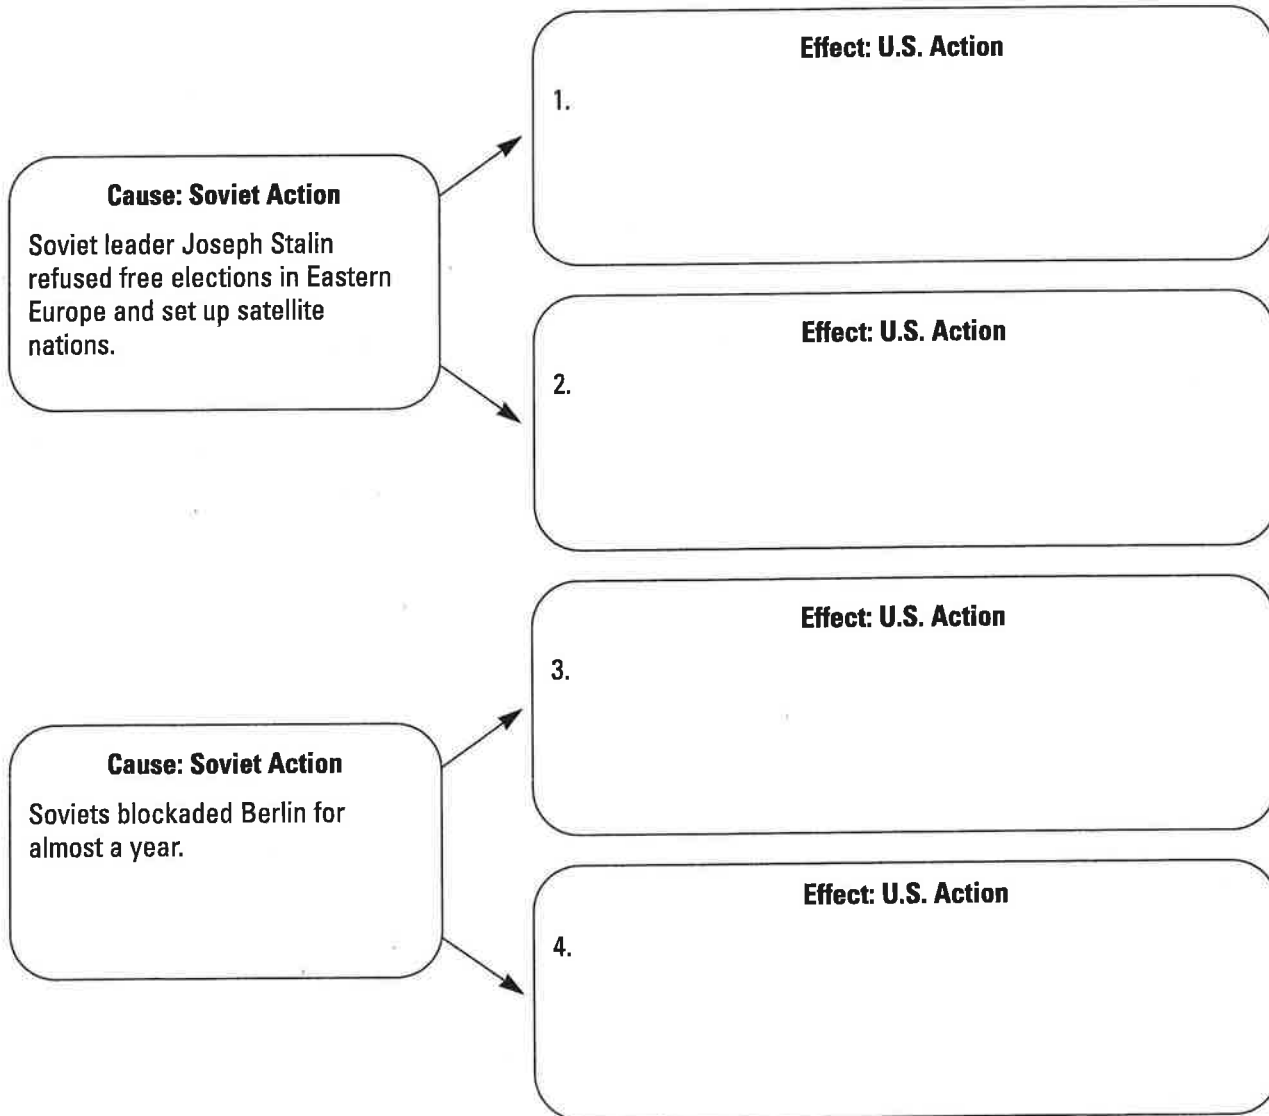 Effect: U.S. Action
1.
Cause: Soviet Action
Soviet leader Joseph Stalin
refused free elections in Eastern
Europe and set up satellite
nations.
Effect: U.S. Action
2.
Effect: U.S. Action
3.
Cause: Soviet Action
Soviets blockaded Berlin for
almost a year.
Effect: U.S. Action
4.